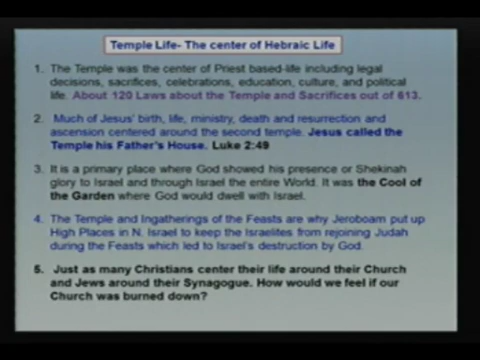 Temple Life- The center of Hebraic Life
1. The Temple was the center of Priest based-life including legal
decisions, sacrifices, celebrations, education, culture, and political
life. About 120 Laws about the Temple and Sacrifices out of 613.
2. Much of Jesus' birth, life, ministry, death and resurrection and
ascension centered around the second temple. Jesus called the
Temple his Father's House. Luke 2:49
3. It is a primary place where God showed his presence or Shekinah
glory to Israel and through Israel the entire World. It was the Cool of
the Garden where God would dwell with Israel.
4. The Temple and Ingatherings of the Feasts are why Jeroboam put up
High Places in N. Israel to keep the Israelites from rejoining Judah
during the Feasts which led to Israel's destruction by God.
5. Just as many Christians center their life around their Church
and Jews around their Synagogue. How would we feel if our
Church was burned down?